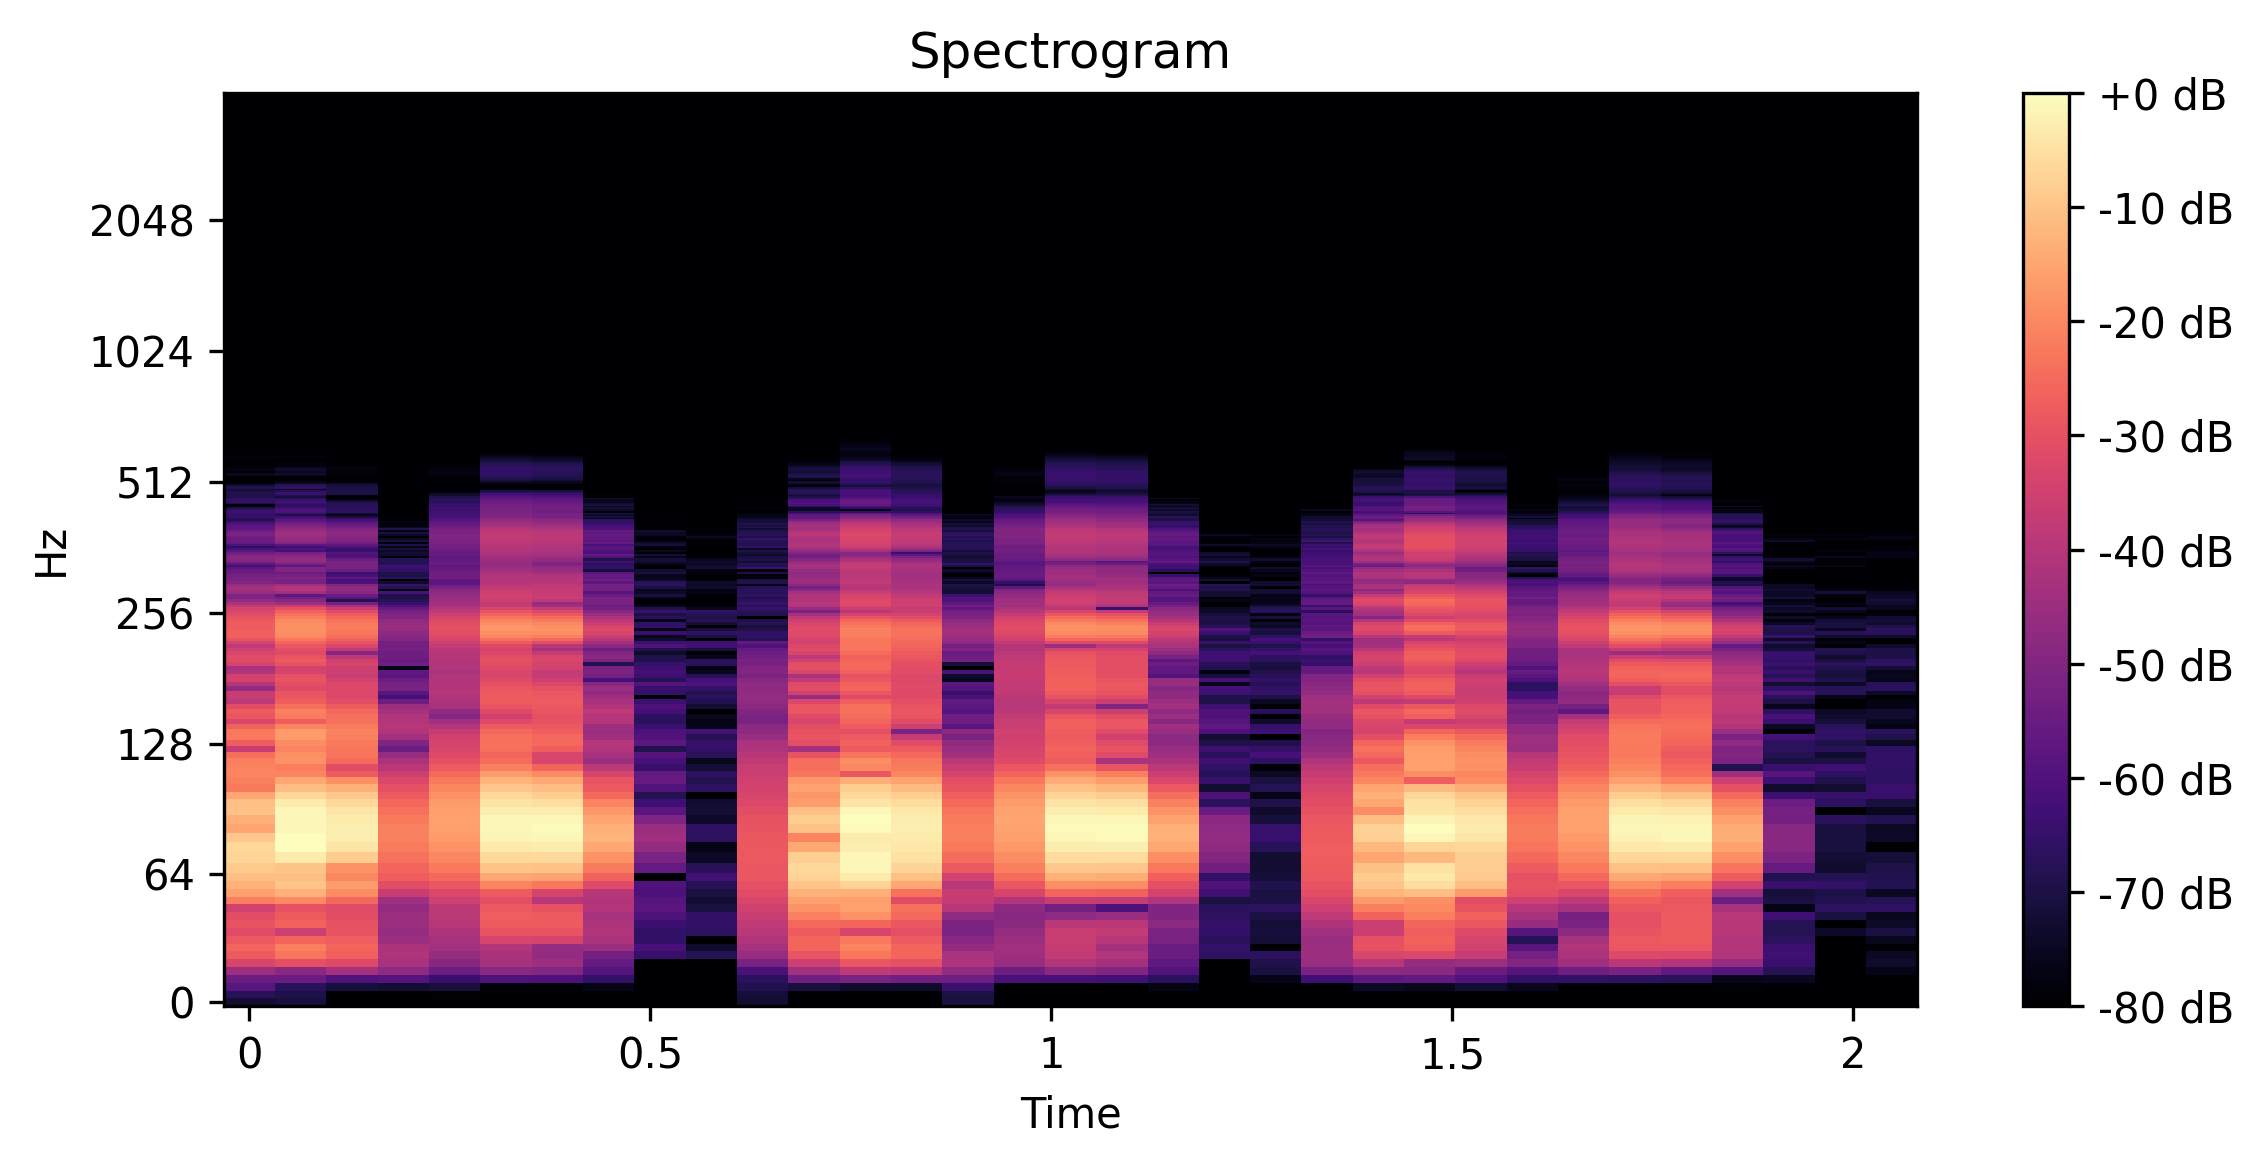 Spectrogram
+0 dB
2048
-10 dB
-20 dB
1024
-30 dB
512
-40 dB
Hz
256
-50 dB
128
-60 dB
64
-70 dB
0
-80 dB
0 0.5 1 1.5 2
Time